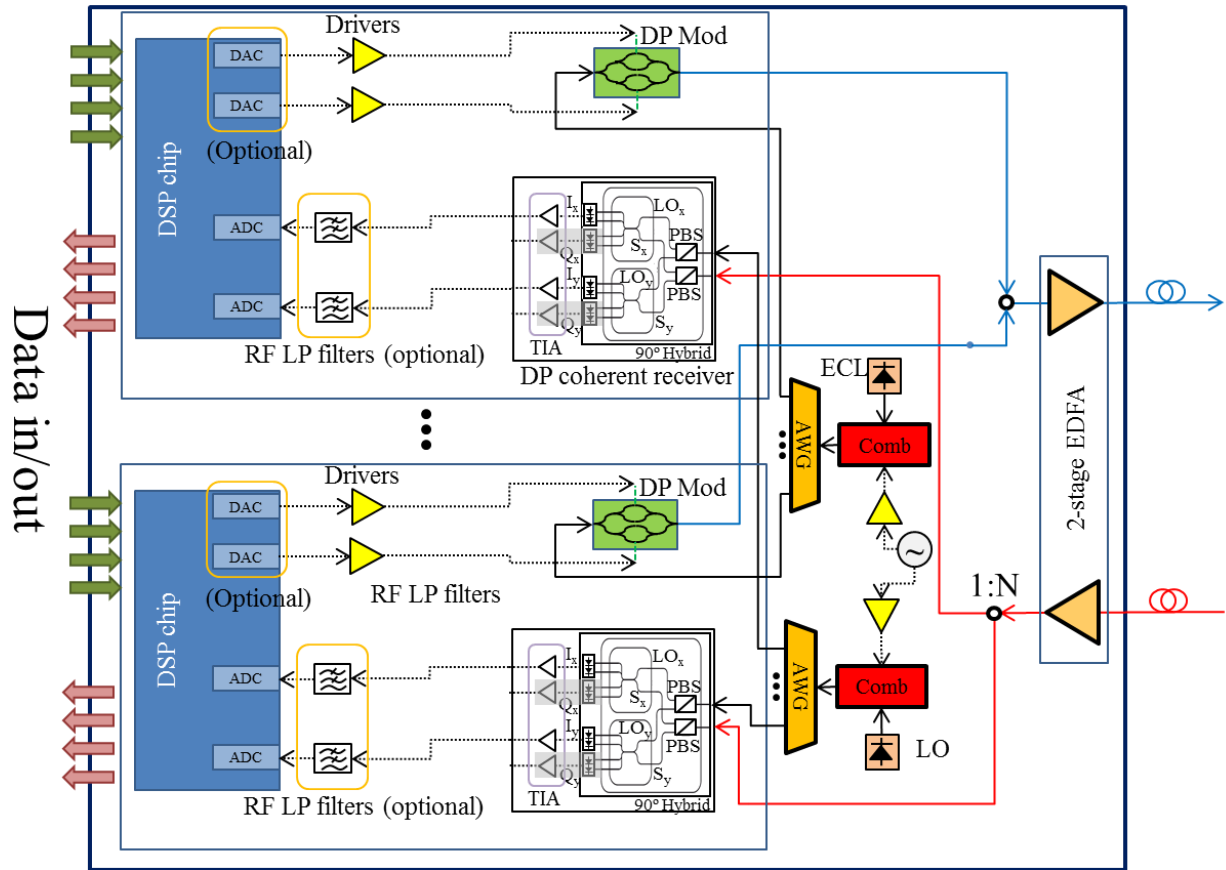 Drivers
DP Mod
DAC
DAC
(Optional)
DSP chip
ADC
ADC
RF LP filters (optional)
Ix
Qx
Iy
Qy
LOx
Sx
LOy
Sy
PBS
PBS
TIA
90° Hybrid
DP coherent receiver
Data in/out
ECL
Comb
AWG
~
2-stage EDFA
1:N
AWG
Comb
LO
Drivers
DP Mod
DAC
DAC
(Optional)
RF LP filters
DSP chip
ADC
ADC
RF LP filters (optional)
Ix
Qx
Iy
Qy
LOx
Sx
LOy
Sy
PBS
PBS
TIA
90° Hybrid